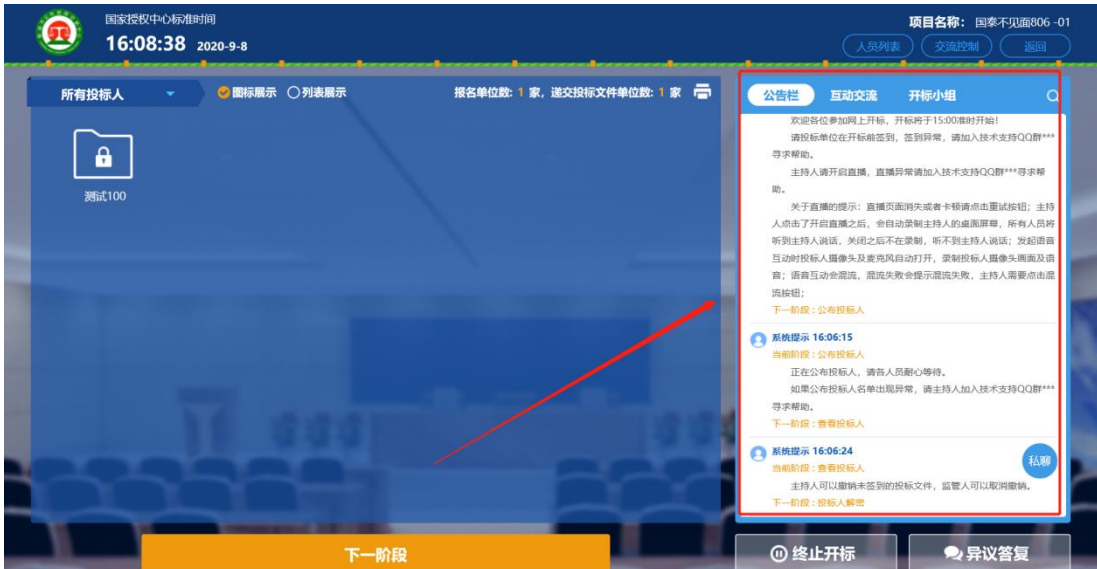 国家授权中心标准时间
16:08:38 2020-9-8
项目名称：国泰不见面806 -01
人员列表 交流控制 返回
所有投标人 图标展示 列表展示 报名单位数: 1 家，递交投标文件单位数: 1 家
测试100
公告栏 互动交流 开标小组
欢迎各位参加网上开标，开标将于15:00准时开始！
请投标单位在开标前签到，签到异常，请加入技术支持QQ群***
寻求帮助。
主持人请开启直播，直播异常请加入技术支持QQ群***寻求帮
助。
关于直播的提示：直播页面消失或者卡顿请点击重试按钮；主持
人点击了开启直播之后，会自动录制主持人的桌面屏幕，所有人员将
听到主持人说话，关闭之后不在录制，听不到主持人说话；发起语音
互动时投标人摄像头及麦克风自动打开，录制投标人摄像头画面及语
音；语音互动会混流，混流失败会提示混流失败，主持人需要点击混
流按钮；
下一阶段 : 公布投标人
系统提示 16:06:15
当前阶段 : 公布投标人
正在公布投标人，请各人员耐心等待。
如果公布投标人名单出现异常，请主持人加入技术支持QQ群***
寻求帮助。
下一阶段 : 查看投标人
系统提示 16:06:24
当前阶段 : 查看投标人
主持人可以撤销未签到的投标文件，监管人可以取消撤销。
下一阶段 : 投标人解密
私聊
下一阶段
终止开标
异议答复